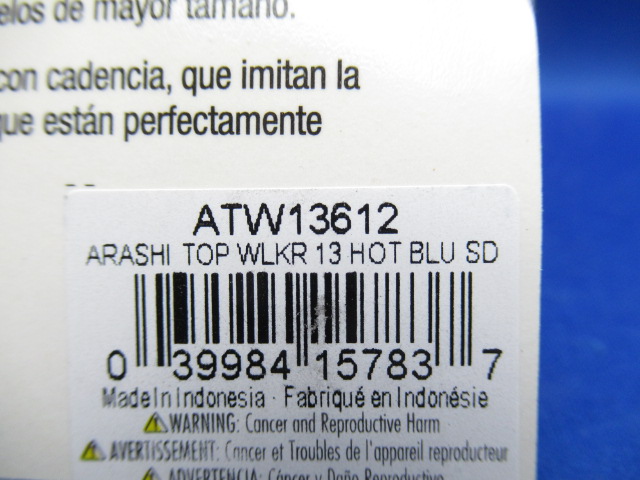 elos de mayor tamaño.
con cadencia, que imitan la
que están perfectamente
ATW13612
ARASHI TOP WLKR 13 HOT BLU SD
0 39984 15783 7
Made In Indonesia · Fabriqué en Indonésie
WARNING: Cancer and Reproductive Harm
AVERTISSEMENT: Cancer et Troubles de l'appareil reproducteur
ADVERTENCIA: Cáncer y Daño Reproductivo